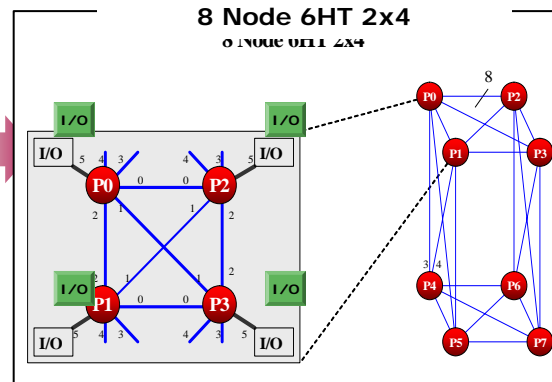 8 Node 6HT 2x4
8 Node 6HT 2x4
I/O
I/O
I/O
I/O
5 4 3
4 3 5
P0
0 0
P2
2 1
1 2
2 1
1 2
I/O
I/O
P1
0 0
P3
5 4 3
4 3 5
I/O
I/O
8
P0
P2
P1
P3
3 4
P4
P6
P5
P7